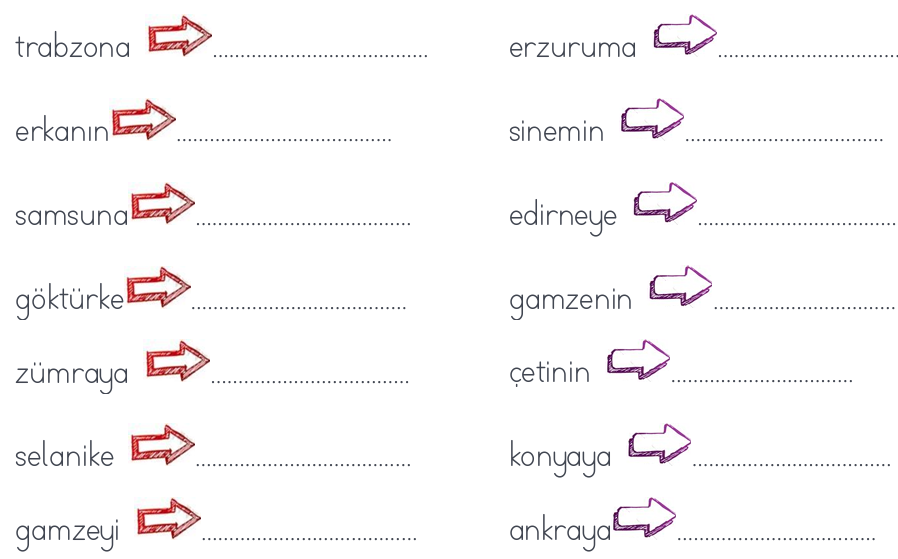 trabzona .................................. erzuruma ..............................
erkanın .................................. sinemin ..............................
samsuna .................................. edirneye ..............................
göktürke .................................. gamzenin ..............................
zümraya .................................. çetinin ..............................
selanike .................................. konyaya ..............................
gamzeyi .................................. ankraya ..............................